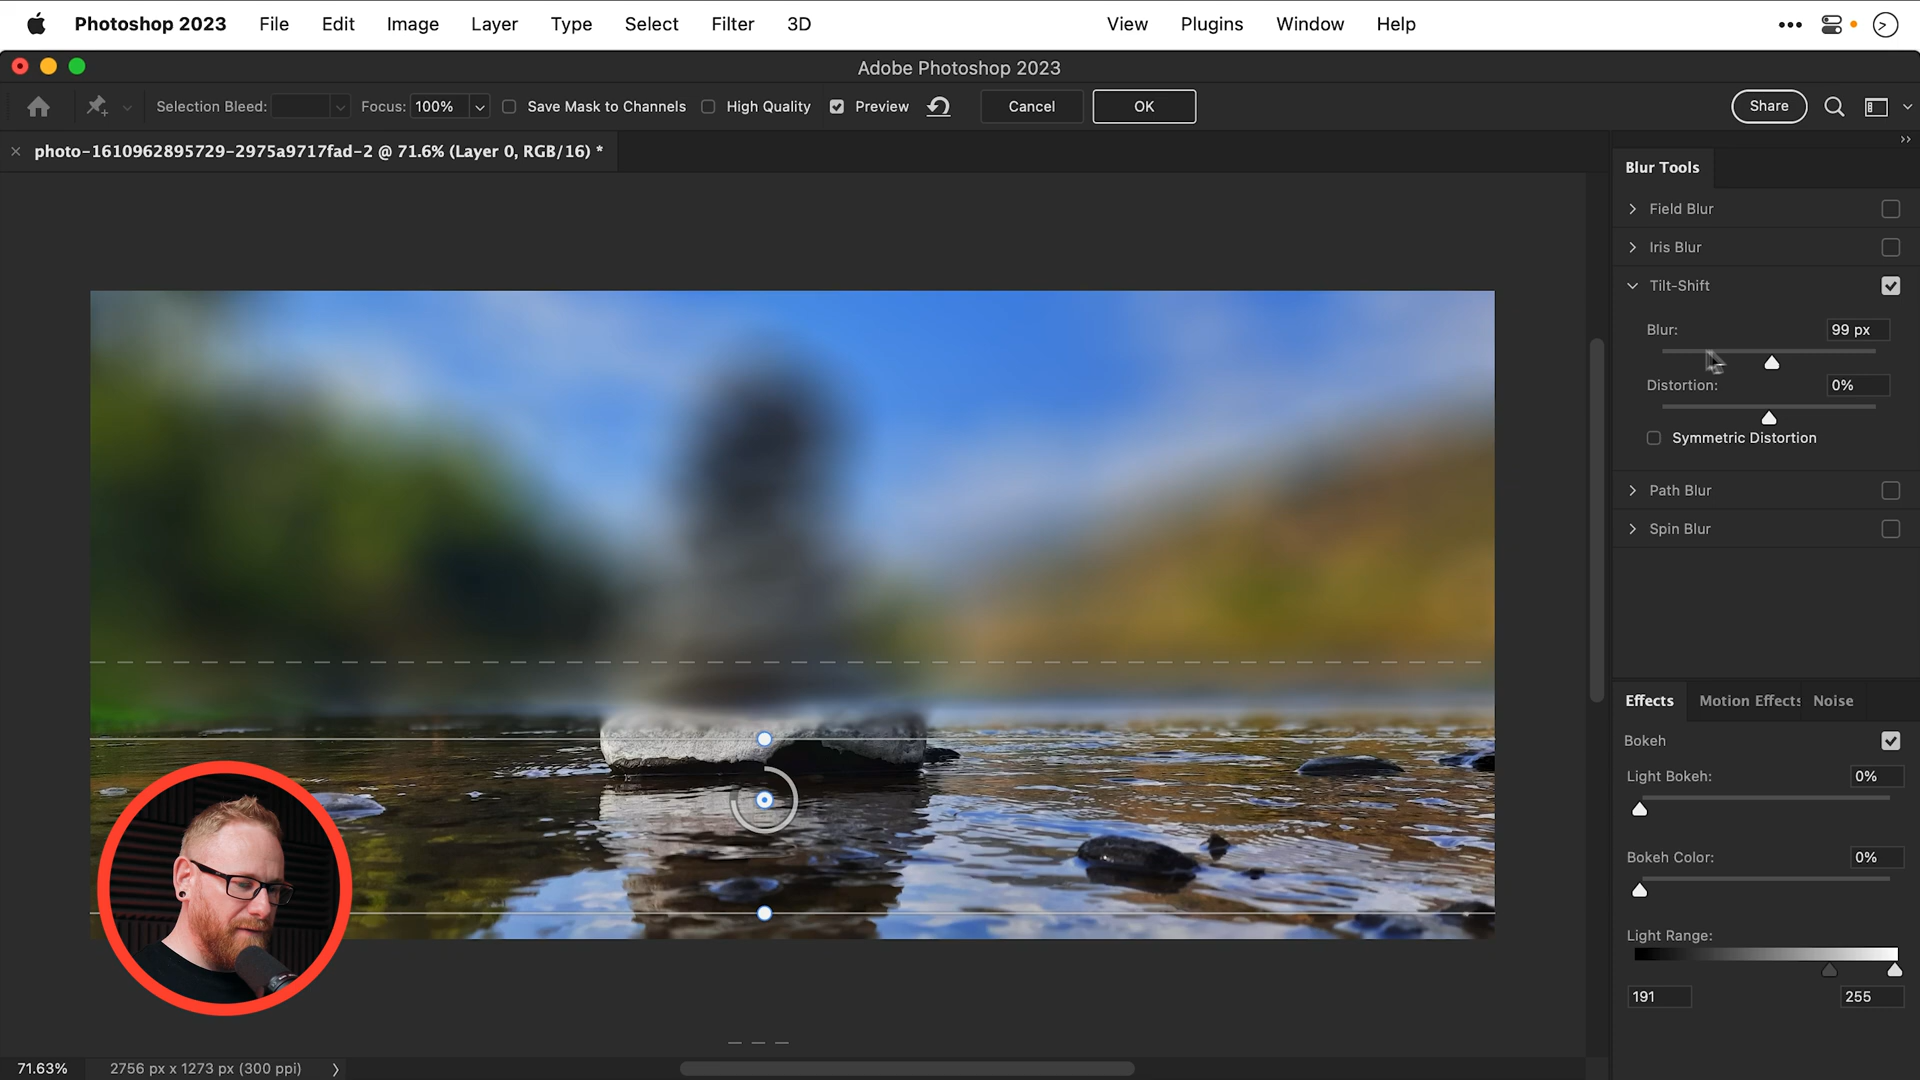 Photoshop 2023 File Edit Image Layer Type Select Filter 3D View Plugins Window Help
Adobe Photoshop 2023
Selection Bleed: Focus: 100% Save Mask to Channels High Quality Preview Cancel OK Share
photo-1610962895729-2975a9717fad-2 @ 71.6% (Layer 0, RGB/16) *
Blur Tools
Field Blur
Iris Blur
Tilt-Shift
Blur: 99 px
Distortion: 0%
Symmetric Distortion
Path Blur
Spin Blur
Effects Motion Effects Noise
Bokeh
Light Bokeh: 0%
Bokeh Color: 0%
Light Range:
191 255
71.63% 2756 px x 1273 px (300 ppi)